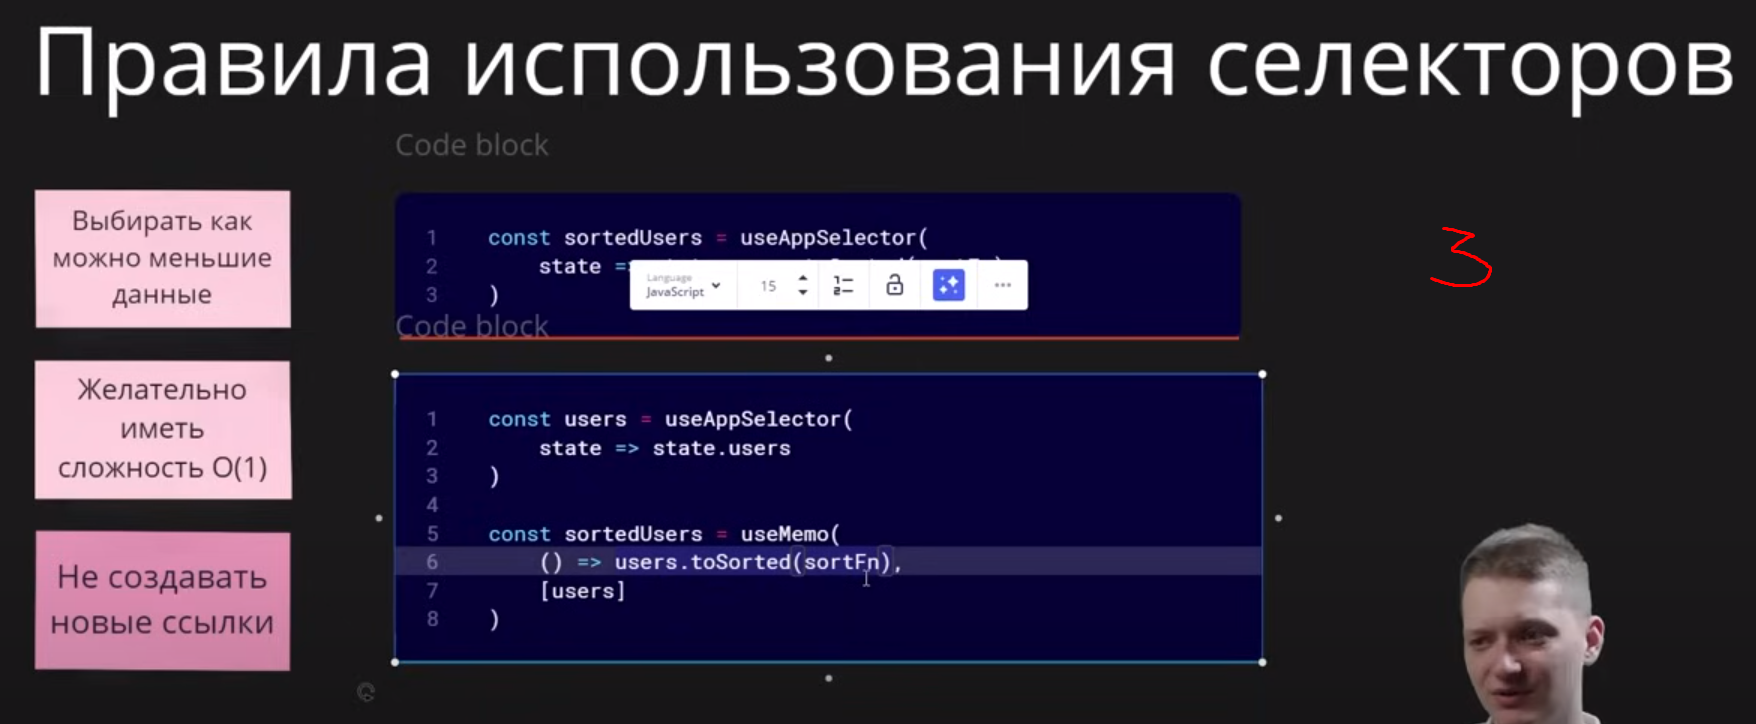 Правила использования селекторов
Code block
Выбирать как
можно меньшие
данные
1 const sortedUsers = useAppSelector(
2 state =>
3 )
Language
JavaScript
15
3
Code block
Желательно
иметь
сложность O(1)
Не создавать
новые ссылки
1 const users = useAppSelector(
2 state => state.users
3 )
4
5 const sortedUsers = useMemo(
6 () => users.toSorted(sortFn),
7 [users]
8 )